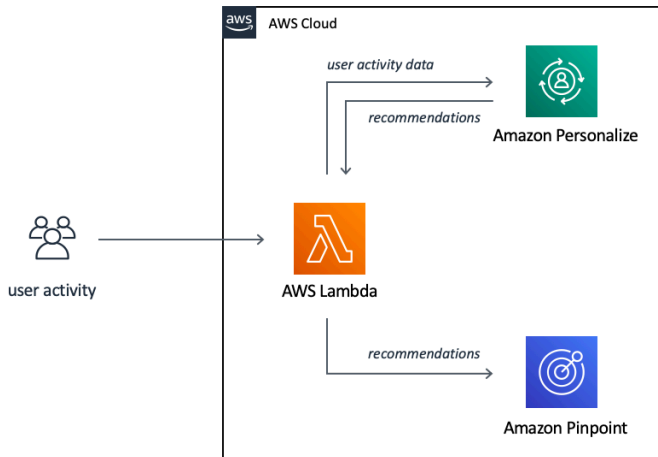 aws
AWS Cloud
user activity data
recommendations
Amazon Personalize
user activity
AWS Lambda
recommendations
Amazon Pinpoint